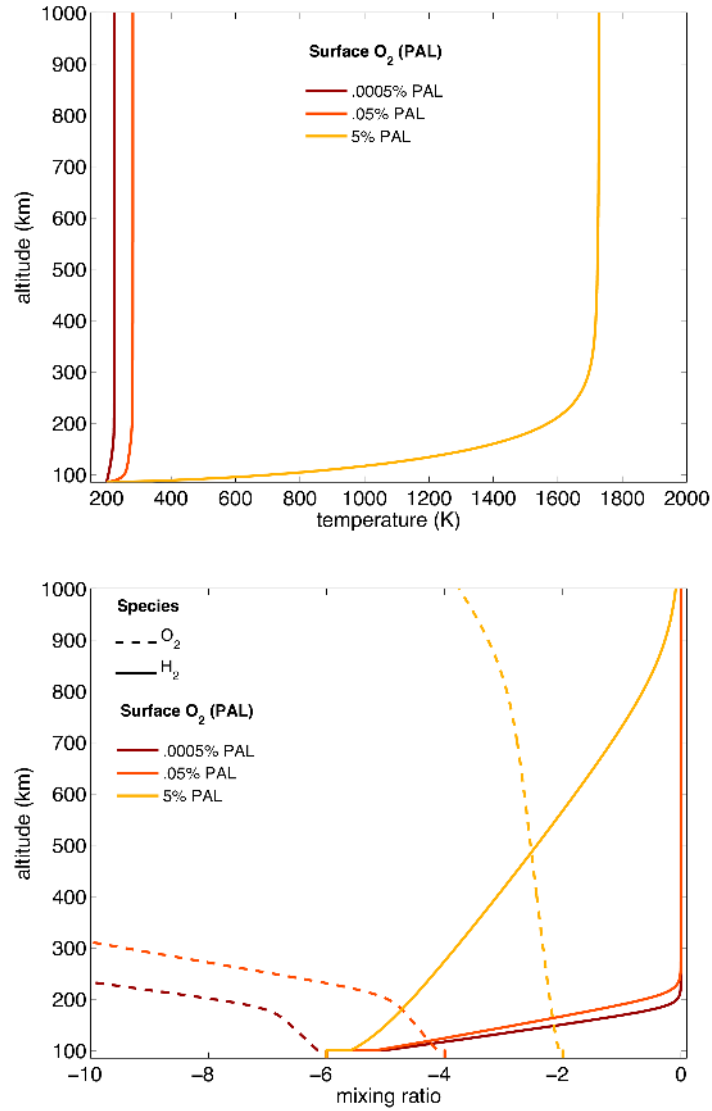 1000
900
800
700
600
500
400
300
200
100
altitude (km)
Surface O2 (PAL)
.0005% PAL
.05% PAL
5% PAL
200 400 600 800 1000 1200 1400 1600 1800 2000
temperature (K)
1000
900
800
700
600
500
400
300
200
100
altitude (km)
Species
O2
H2
Surface O2 (PAL)
.0005% PAL
.05% PAL
5% PAL
−10 −8 −6 −4 −2 0
mixing ratio